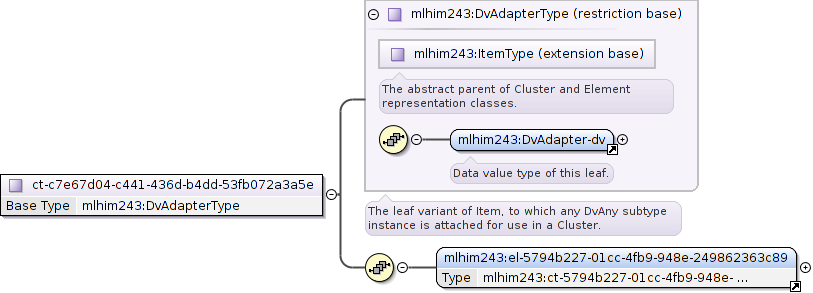 mlhim243:DvAdapterType (restriction base)
mlhim243:ItemType (extension base)
The abstract parent of Cluster and Element
representation classes.
mlhim243:DvAdapter-dv
Data value type of this leaf.
ct-c7e67d04-c441-436d-b4dd-53fb072a3a5e
Base Type mlhim243:DvAdapterType
The leaf variant of Item, to which any DvAny subtype
instance is attached for use in a Cluster.
mlhim243:el-5794b227-01cc-4fb9-948e-249862363c89
Type mlhim243:ct-5794b227-01cc-4fb9-948e- ...